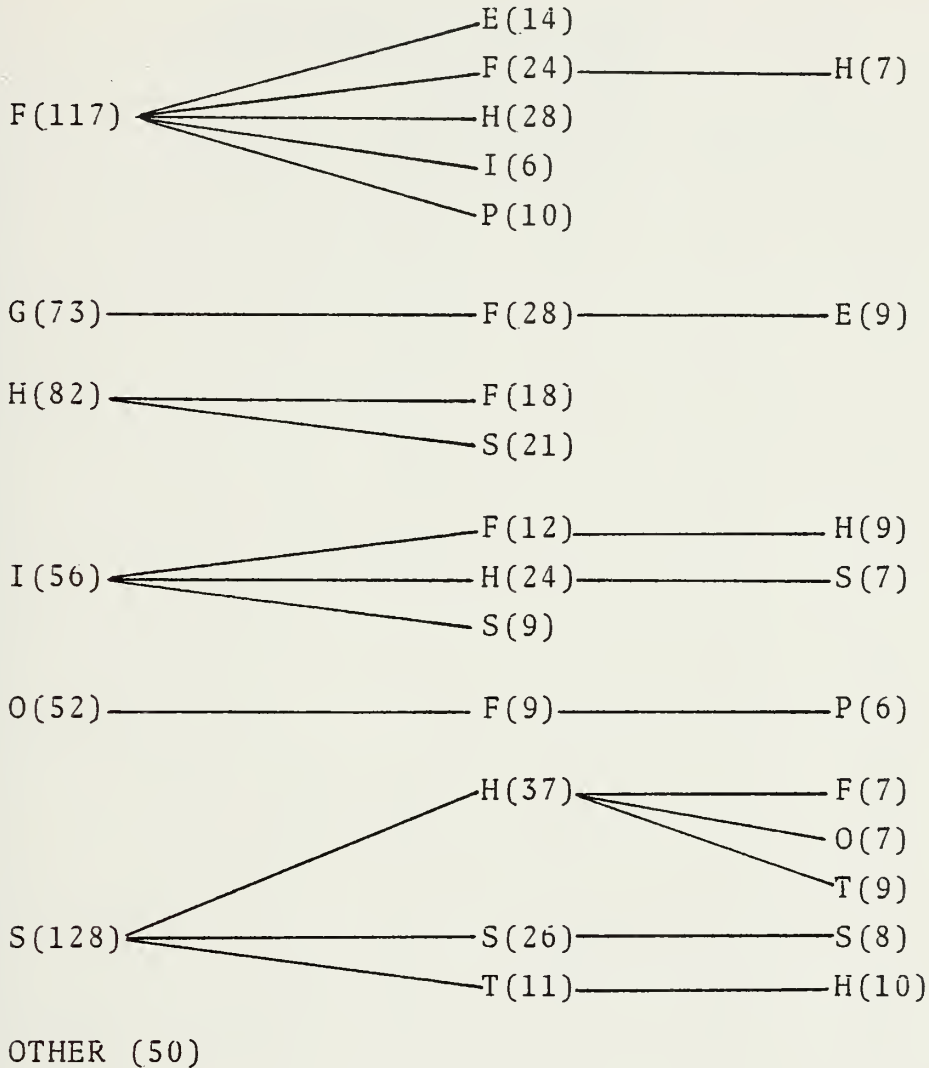 E(14)
F(24) H(7)
F(117) H(28)
I(6)
P(10)
G(73) F(28) E(9)
H(82) F(18)
S(21)
F(12) H(9)
I(56) H(24) S(7)
S(9)
O(52) F(9) P(6)
H(37) F(7)
O(7)
T(9)
S(128) S(26) S(8)
T(11) H(10)
OTHER (50)